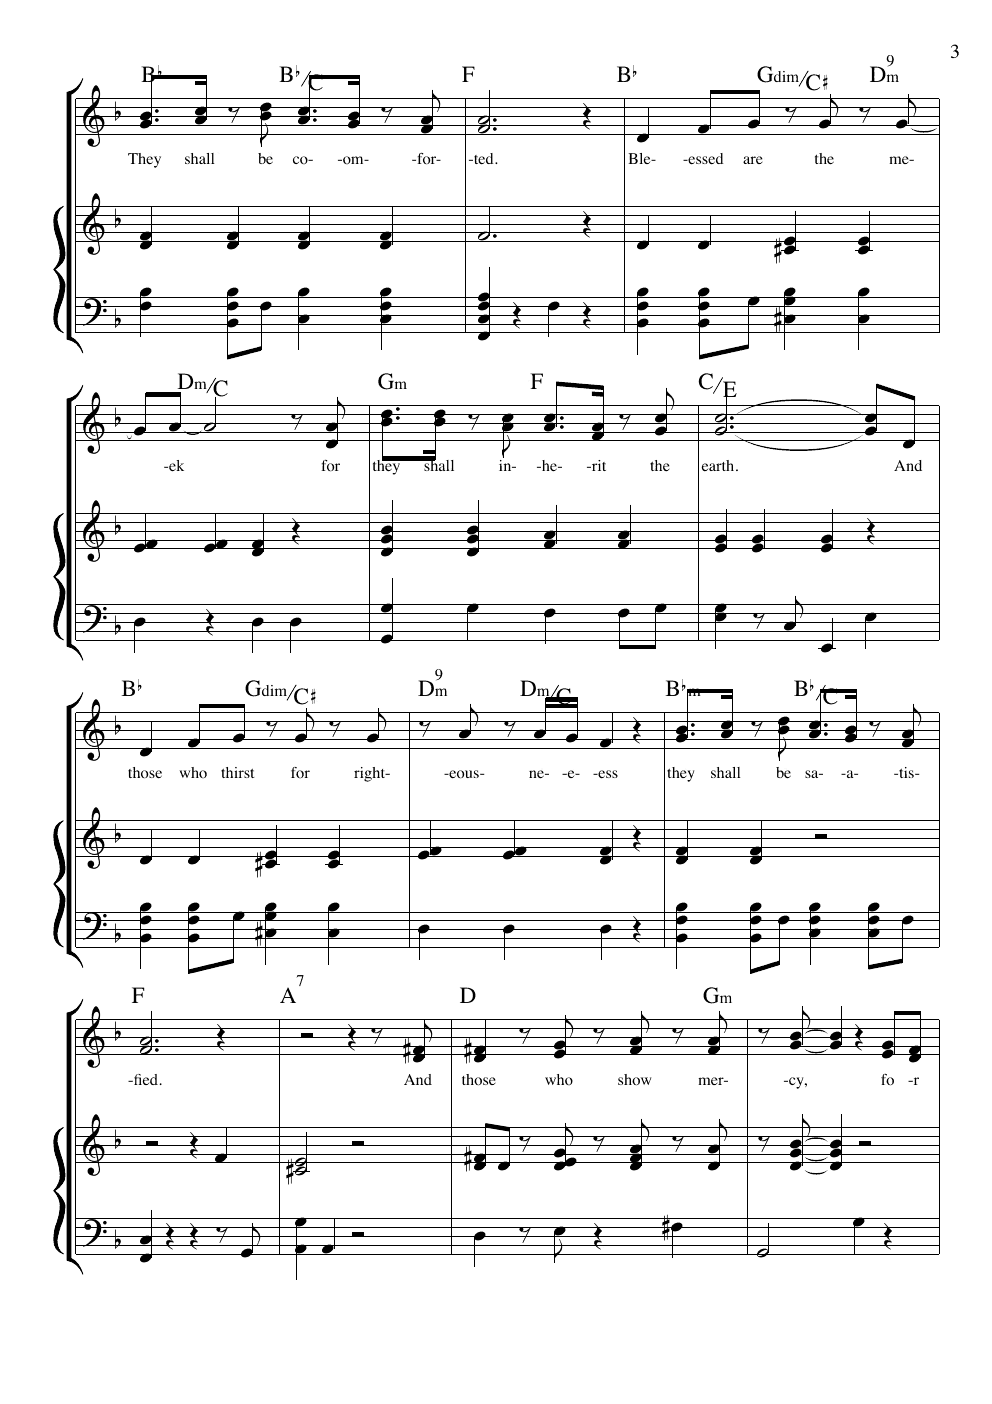 3
B♭ B♭/C F B♭ Gdim/C♯ Dm9
They shall be co- -om- -for- -ted. Ble- -essed are the me-
Dm/C Gm F C/E
-ek for they shall in- -he- -rit the earth. And
B♭ Gdim/C♯ Dm9 Dm/C B♭m B♭/C
those who thirst for right- -eous- ne- -e- -ess they shall be sa- -a- -tis-
F A7 D Gm
-fied. And those who show mer- -cy, fo -r